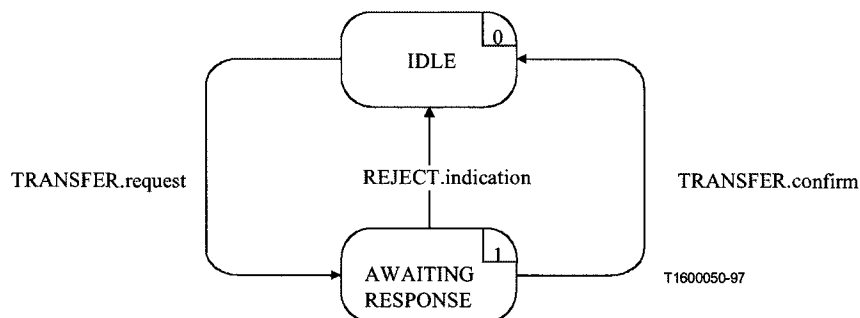 0
IDLE
TRANSFER.request
REJECT.indication
TRANSFER.confirm
1
AWAITING
RESPONSE
T1600050-97